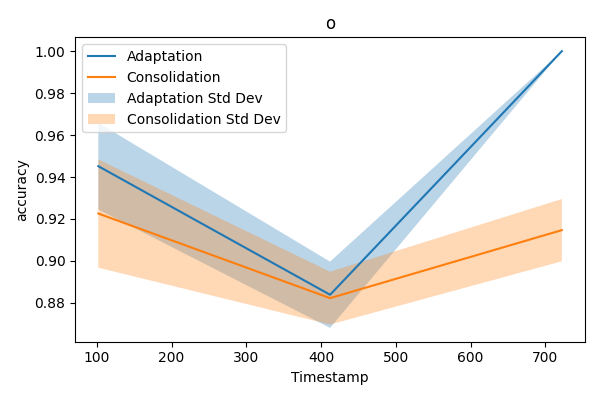 o
Adaptation
Consolidation
Adaptation Std Dev
Consolidation Std Dev
1.00
0.98
0.96
0.94
0.92
0.90
0.88
accuracy
100 200 300 400 500 600 700
Timestamp